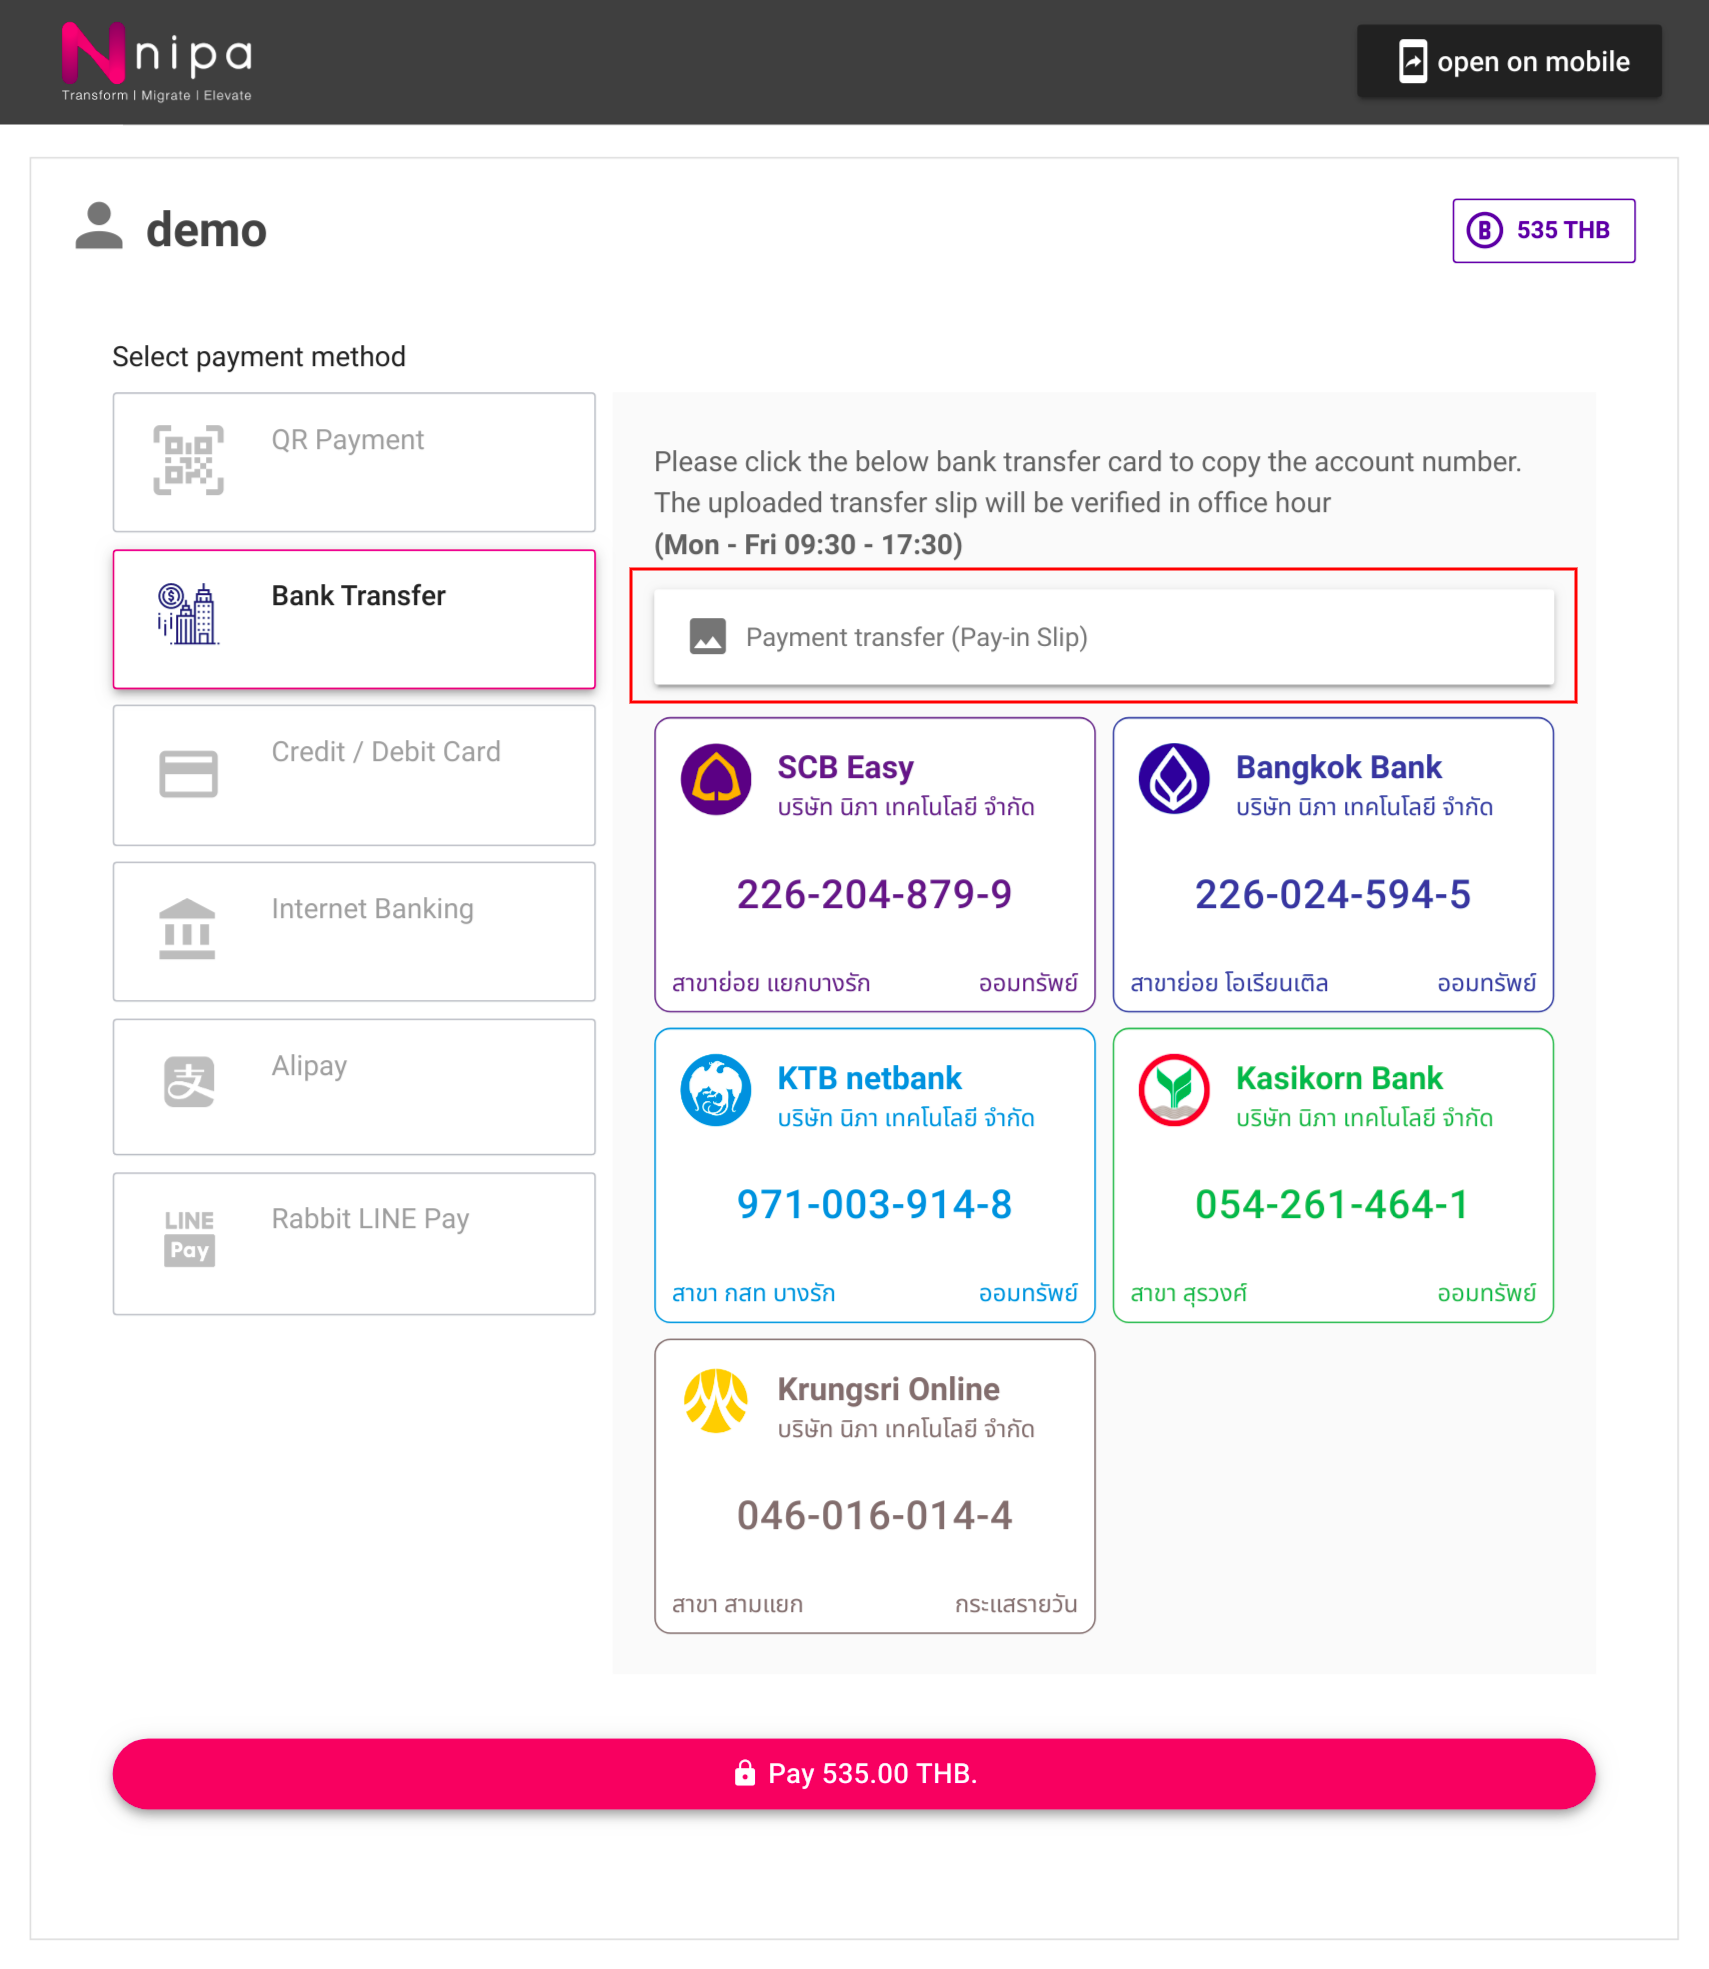 nipa
Transform | Migrate | Elevate
open on mobile
demo
535 THB
Select payment method
QR Payment
Bank Transfer
Credit / Debit Card
Internet Banking
Alipay
支
Rabbit LINE Pay
LINE
Pay
Please click the below bank transfer card to copy the account number.
The uploaded transfer slip will be verified in office hour
(Mon - Fri 09:30 - 17:30)
Payment transfer (Pay-in Slip)
SCB Easy
บริษัท นิภา เทคโนโลยี จำกัด
226-204-879-9
สาขาย่อย แยกบางรัก ออมทรัพย์
Bangkok Bank
บริษัท นิภา เทคโนโลยี จำกัด
226-024-594-5
สาขาย่อย โอเรียนเติล ออมทรัพย์
KTB netbank
บริษัท นิภา เทคโนโลยี จำกัด
971-003-914-8
สาขา กสท บางรัก ออมทรัพย์
Kasikorn Bank
บริษัท นิภา เทคโนโลยี จำกัด
054-261-464-1
สาขา สุรวงศ์ ออมทรัพย์
Krungsri Online
บริษัท นิภา เทคโนโลยี จำกัด
046-016-014-4
สาขา สามแยก กระแสรายวัน
Pay 535.00 THB.